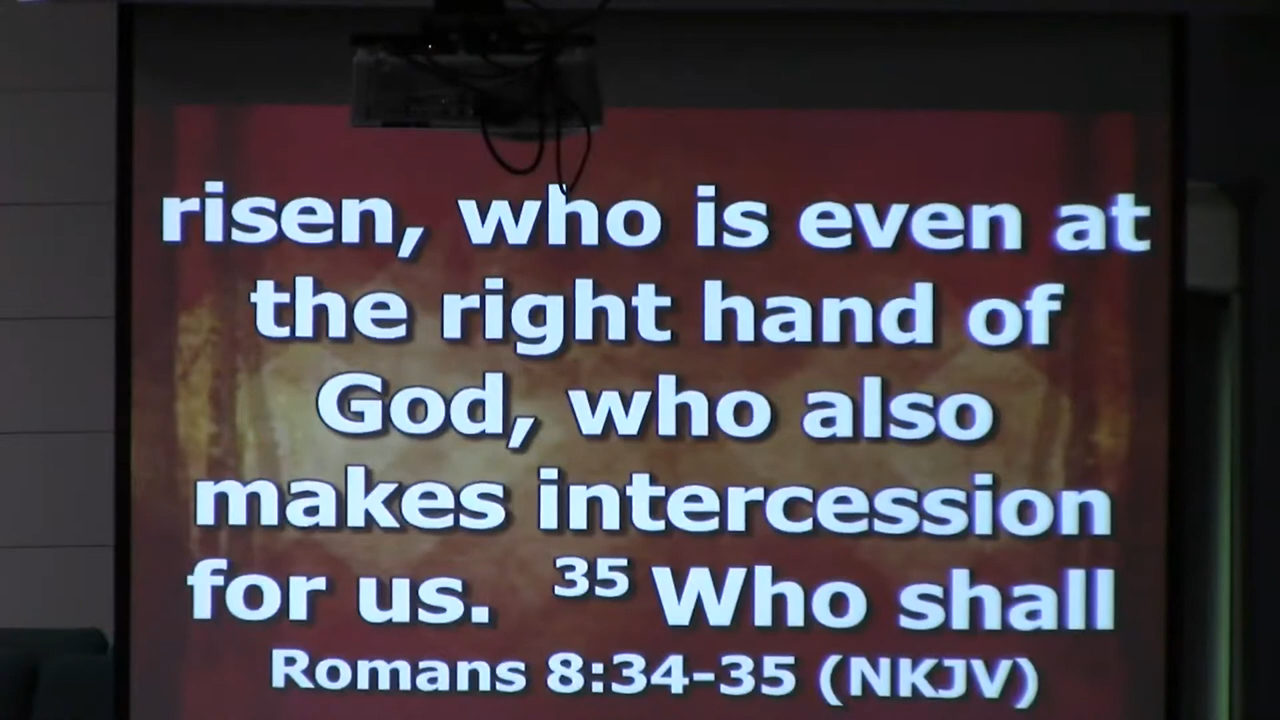 risen, who is even at
the right hand of
God, who also
makes intercession
for us. 35 Who shall
Romans 8:34-35 (NKJV)